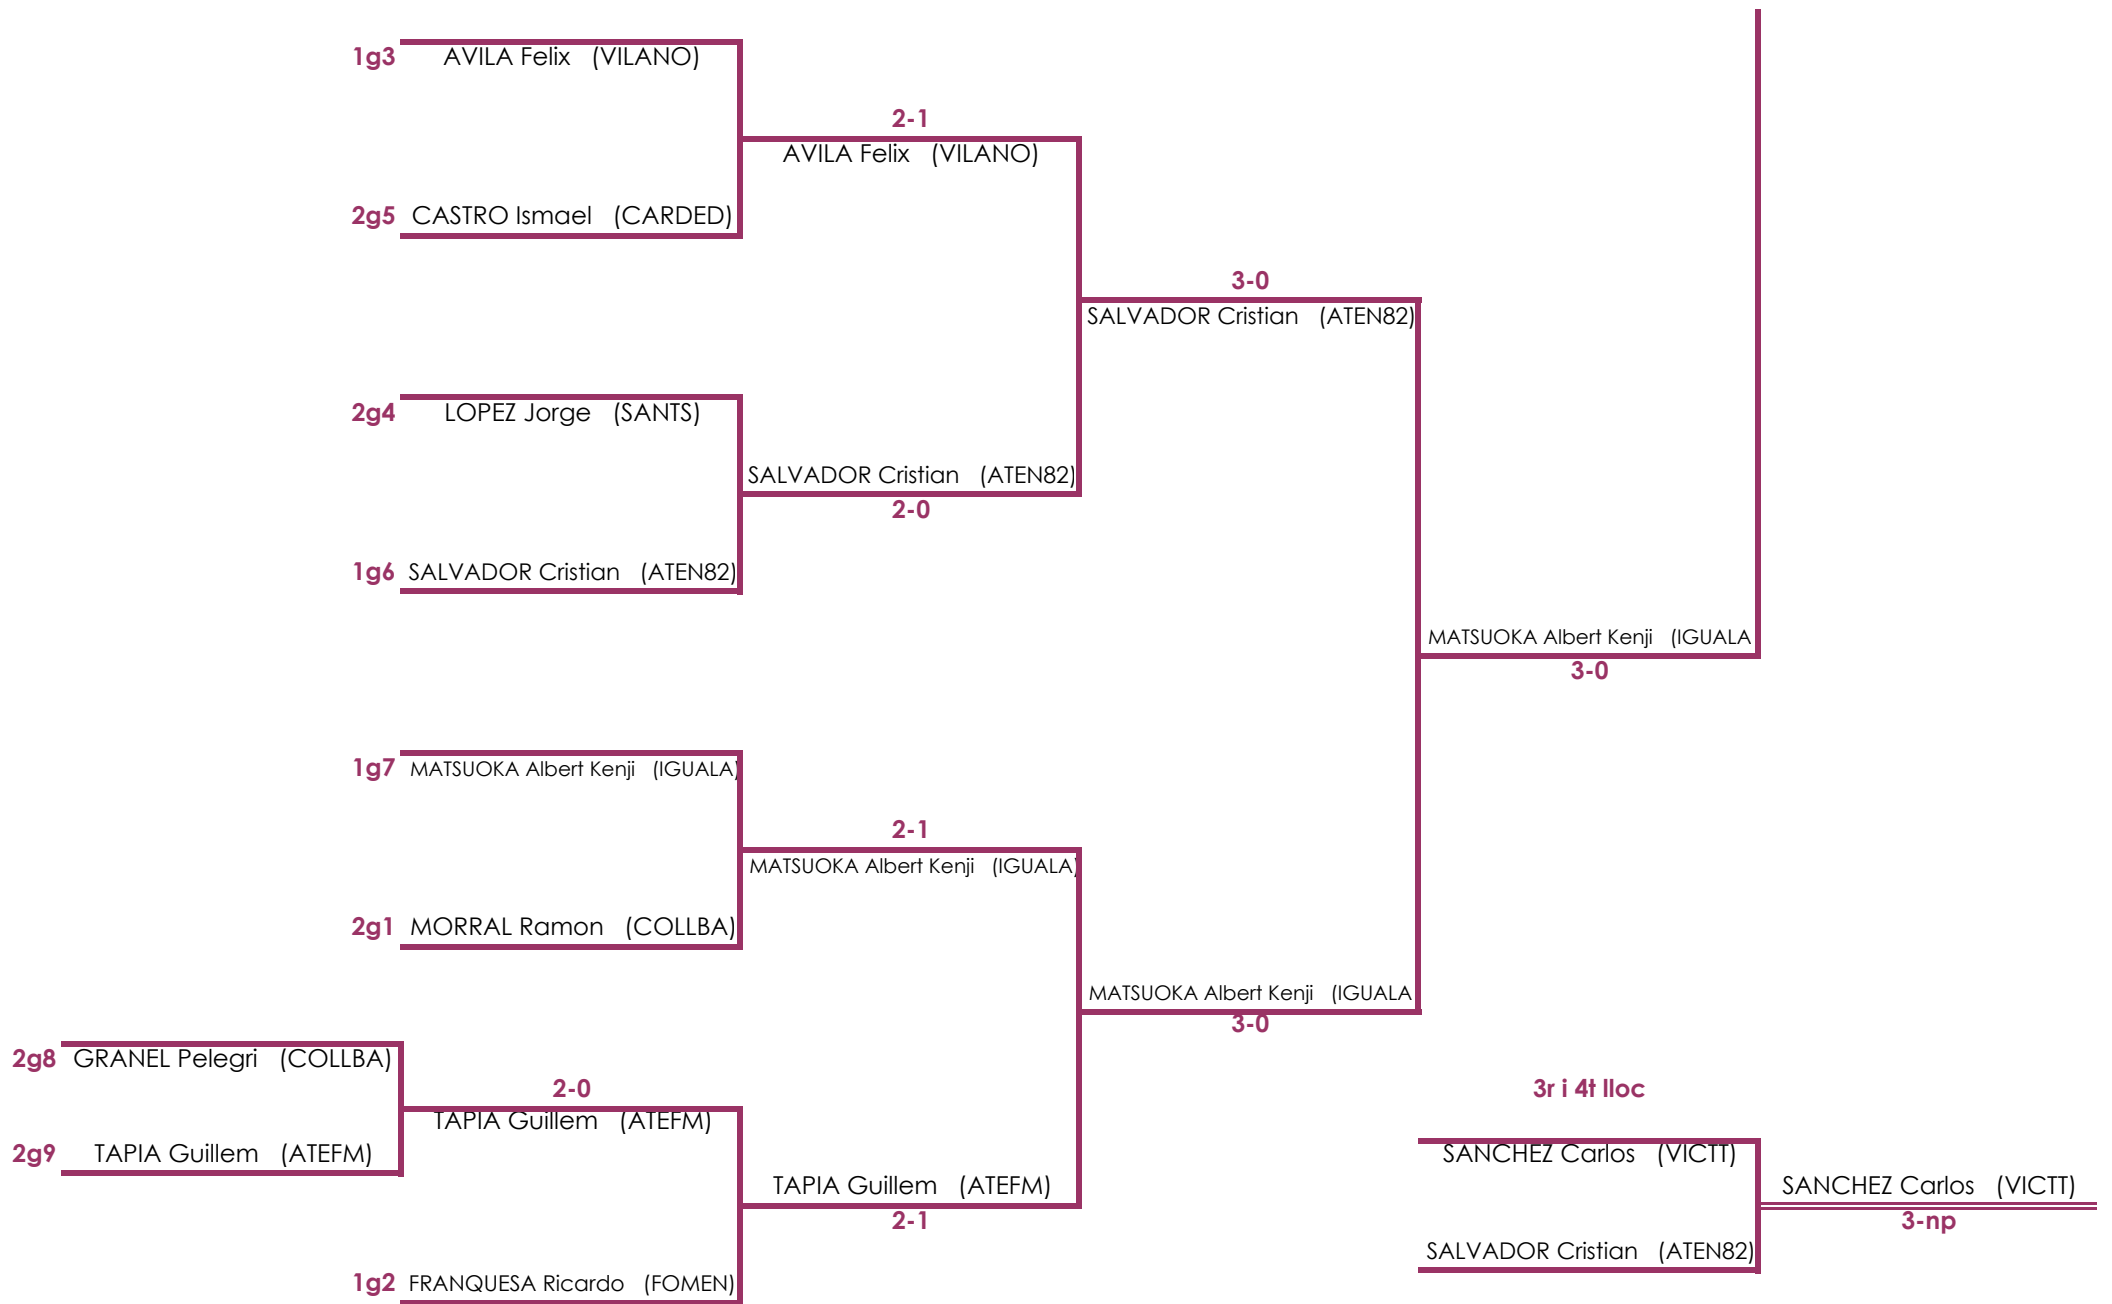 1g3 AVILA Felix (VILANO)
2-1
AVILA Felix (VILANO)
2g5 CASTRO Ismael (CARDED)
3-0
SALVADOR Cristian (ATEN82)
2g4 LOPEZ Jorge (SANTS)
SALVADOR Cristian (ATEN82)
2-0
1g6 SALVADOR Cristian (ATEN82)
MATSUOKA Albert Kenji (IGUALA
3-0
1g7 MATSUOKA Albert Kenji (IGUALA)
2-1
MATSUOKA Albert Kenji (IGUALA)
2g1 MORRAL Ramon (COLLBA)
MATSUOKA Albert Kenji (IGUALA
3-0
2g8 GRANEL Pelegri (COLLBA)
2-0
TAPIA Guillem (ATEFM)
2g9 TAPIA Guillem (ATEFM)
TAPIA Guillem (ATEFM)
2-1
1g2 FRANQUESA Ricardo (FOMEN)
3r i 4t lloc
SANCHEZ Carlos (VICTT)
SANCHEZ Carlos (VICTT)
3-np
SALVADOR Cristian (ATEN82)